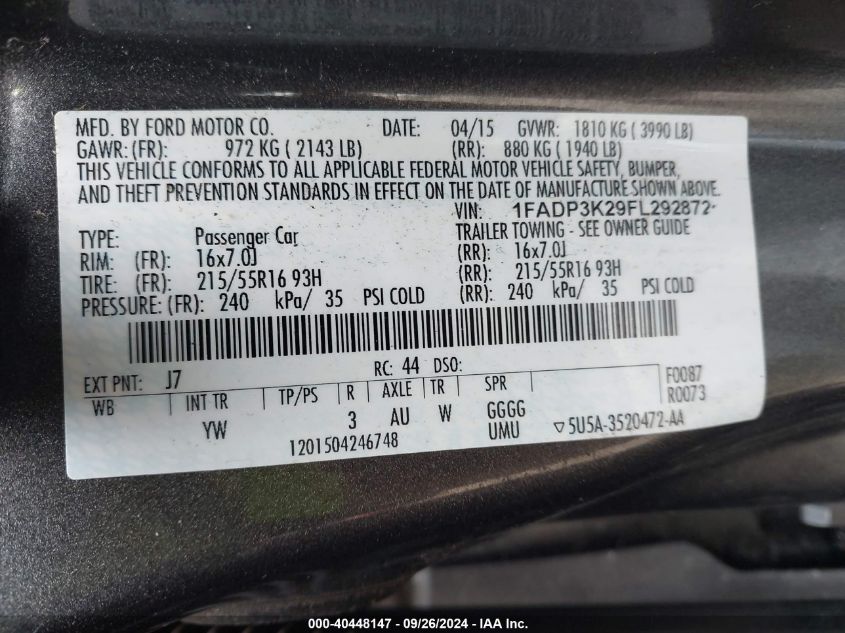 MFD. BY FORD MOTOR CO. DATE: 04/15 GVWR: 1810 KG ( 3990 LB)
GAWR: (FR): 972 KG ( 2143 LB) (RR): 880 KG ( 1940 LB)
THIS VEHICLE CONFORMS TO ALL APPLICABLE FEDERAL MOTOR VEHICLE SAFETY, BUMPER,
AND THEFT PREVENTION STANDARDS IN EFFECT ON THE DATE OF MANUFACTURE SHOWN ABOVE.
VIN: 1FADP3K29FL292872
TYPE: Passenger Car TRAILER TOWING - SEE OWNER GUIDE
RIM: (FR): 16x7.0J (RR): 16x7.0J
TIRE: (FR): 215/55R16 93H (RR): 215/55R16 93H
PRESSURE: (FR): 240 kPa/ 35 PSI COLD (RR): 240 kPa/ 35 PSI COLD
EXT PNT: J7 RC: 44 DSO: F0087
WB INT TR TP/PS R AXLE TR SPR R0073
YW 3 AU W GGGG
1201504246748 UMU ▽5U5A-3520472-AA
000-40448147 - 09/26/2024 - IAA Inc.